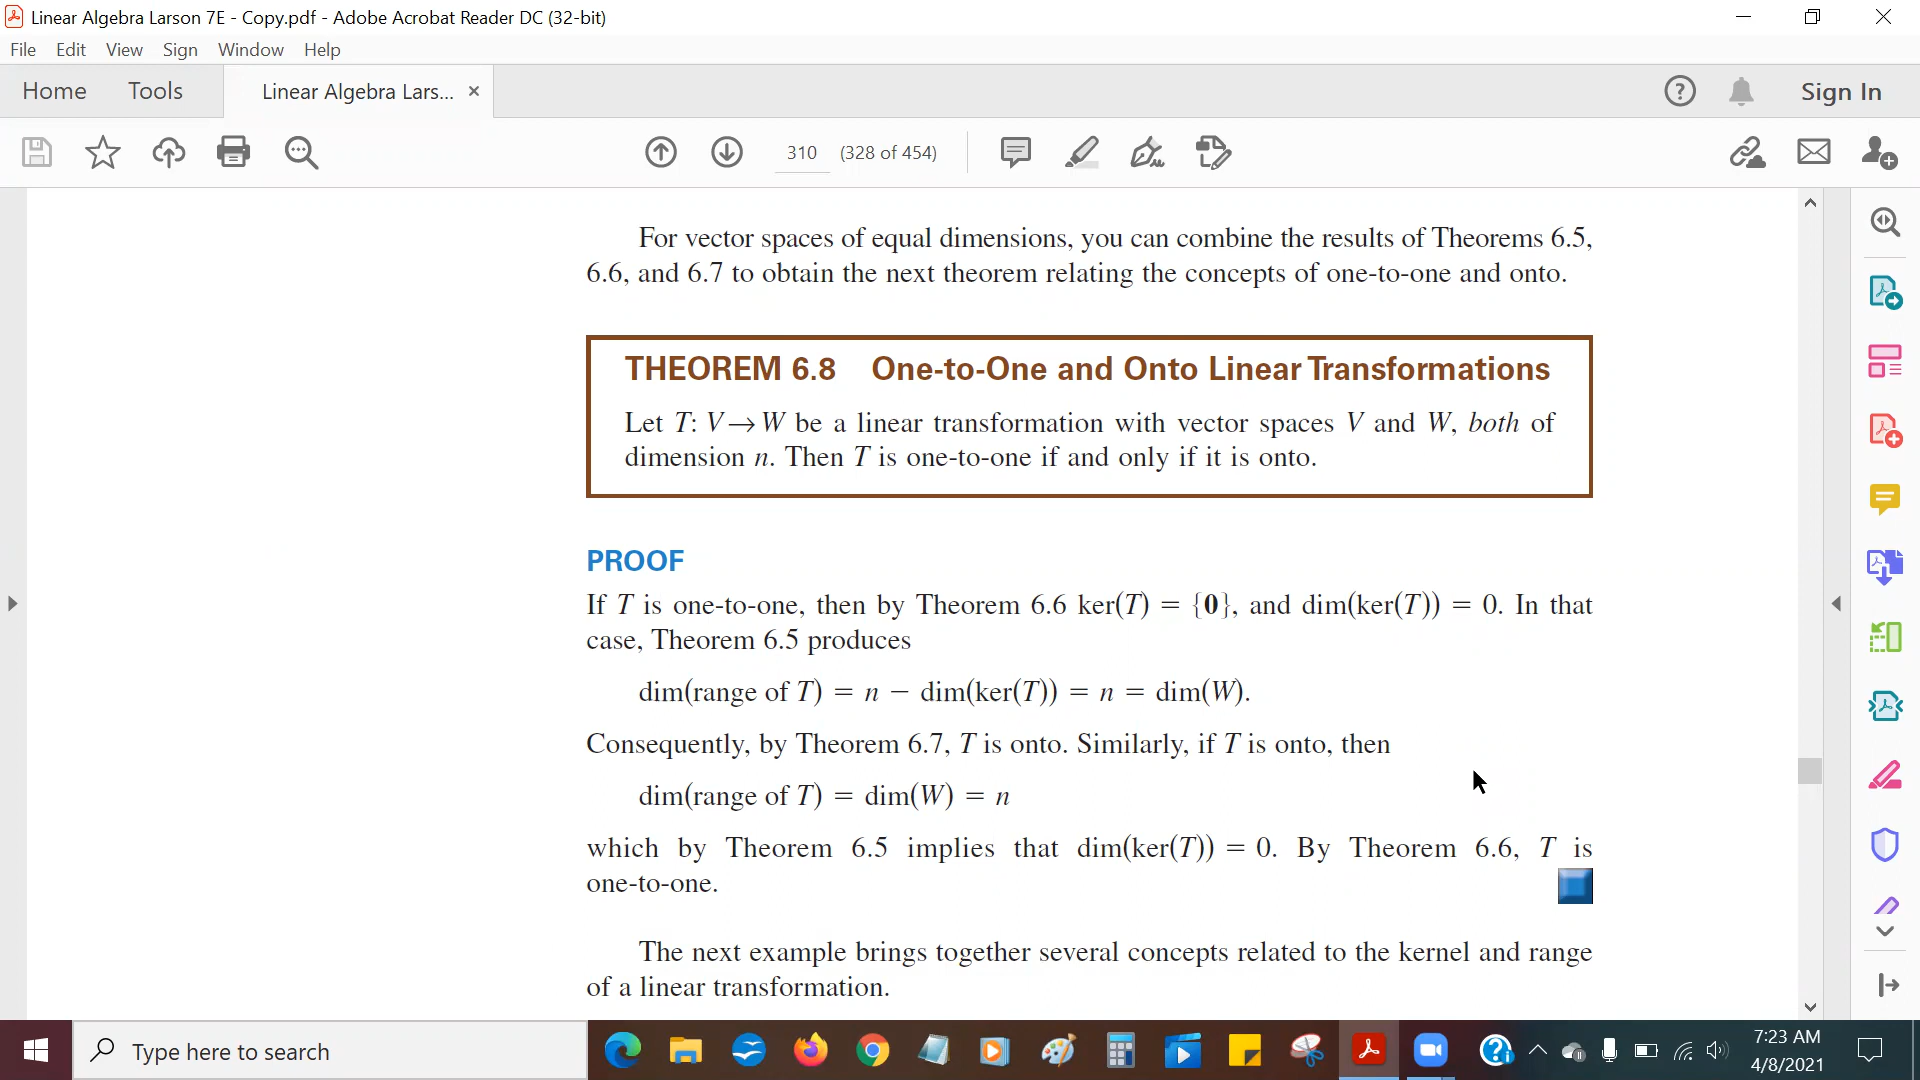 Linear Algebra Larson 7E - Copy.pdf - Adobe Acrobat Reader DC (32-bit)
File Edit View Sign Window Help
Home Tools Linear Algebra Lars... × Sign In
310 (328 of 454)
For vector spaces of equal dimensions, you can combine the results of Theorems 6.5,
6.6, and 6.7 to obtain the next theorem relating the concepts of one-to-one and onto.
THEOREM 6.8 One-to-One and Onto Linear Transformations
Let T: V → W be a linear transformation with vector spaces V and W, both of
dimension n. Then T is one-to-one if and only if it is onto.
PROOF
If T is one-to-one, then by Theorem 6.6 ker(T) = {0}, and dim(ker(T)) = 0. In that
case, Theorem 6.5 produces
dim(range of T) = n − dim(ker(T)) = n = dim(W).
Consequently, by Theorem 6.7, T is onto. Similarly, if T is onto, then
dim(range of T) = dim(W) = n
which by Theorem 6.5 implies that dim(ker(T)) = 0. By Theorem 6.6, T is
one-to-one.
The next example brings together several concepts related to the kernel and range
of a linear transformation.
Type here to search
7:23 AM
4/8/2021